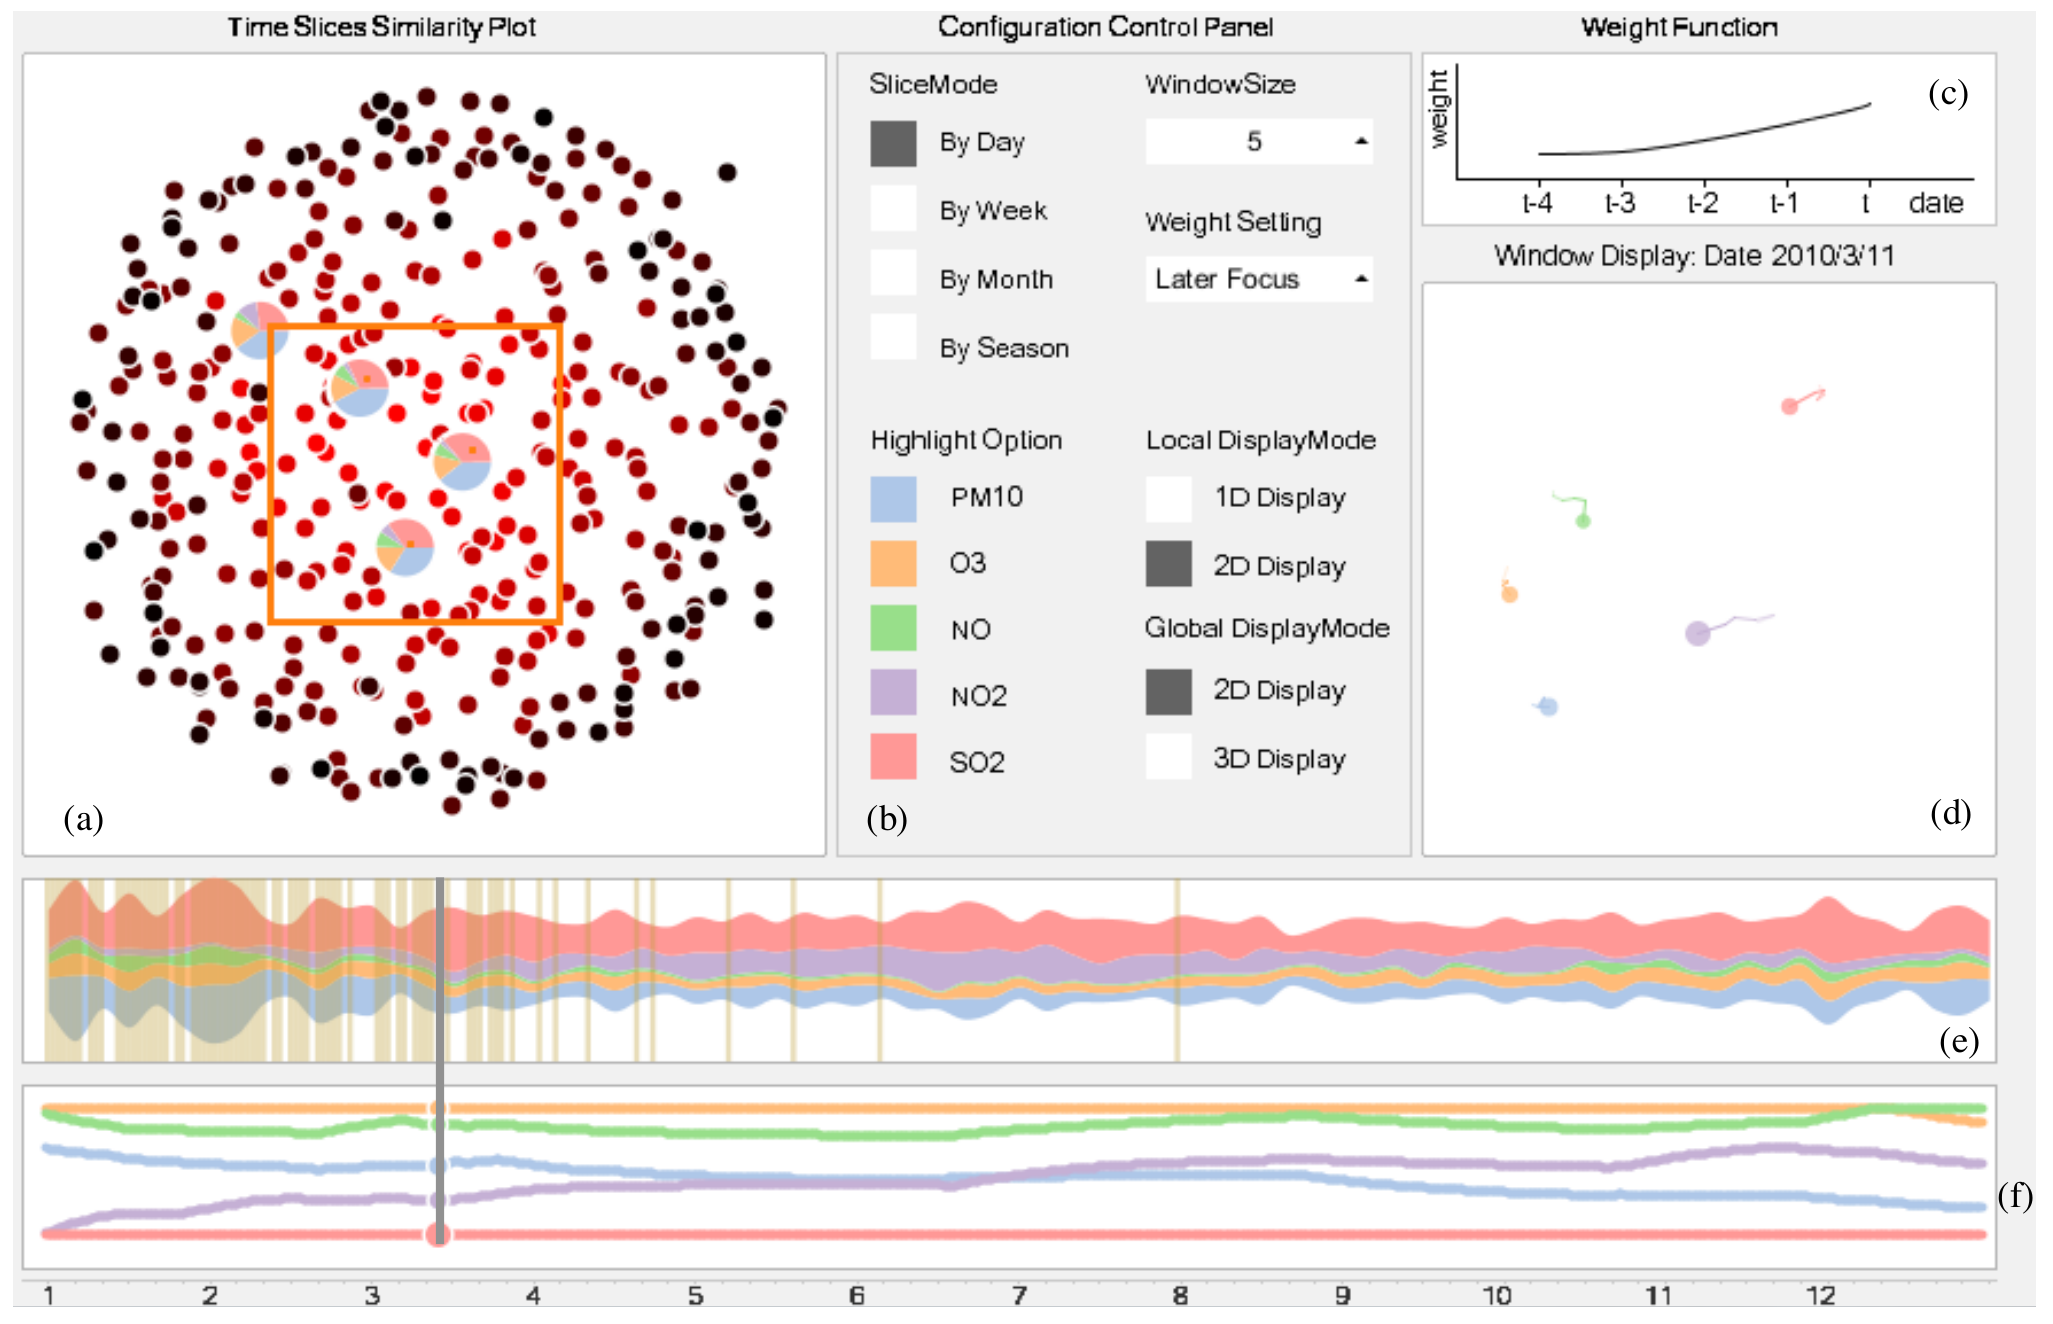 Time Slices Similarity Plot
(a)
Configuration Control Panel
SliceMode
By Day
By Week
By Month
By Season
WindowSize
5
Weight Setting
Later Focus
Highlight Option
PM10
O3
NO
NO2
SO2
Local DisplayMode
1D Display
2D Display
Global DisplayMode
2D Display
3D Display
(b)
Weight Function
weight
(c)
t-4 t-3 t-2 t-1 t date
Window Display: Date 2010/3/11
(d)
(e)
(f)
1 2 3 4 5 6 7 8 9 10 11 12